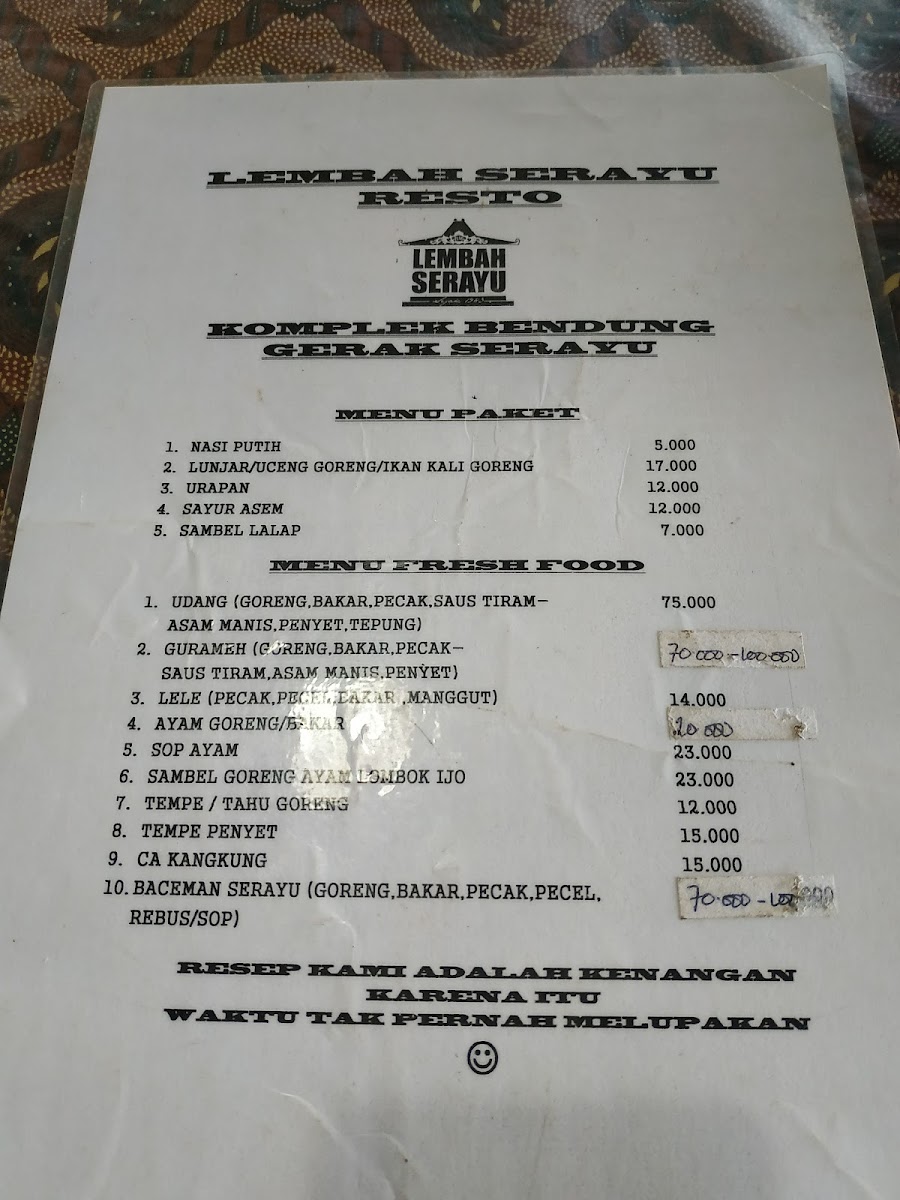 LEMBAH SERAYU
RESTO
LEMBAH
SERAYU
KOMPLEK BENDUNG
GERAK SERAYU
MENU PAKET
1. NASI PUTIH 5.000
2. LUNJAR/UCENG GORENG/IKAN KALI GORENG 17.000
3. URAPAN 12.000
4. SAYUR ASEM 12.000
5. SAMBEL LALAP 7.000
MENU FRESH FOOD
1. UDANG (GORENG,BAKAR,PECAK,SAUS TIRAM- 75.000
ASAM MANIS,PENYET,TEPUNG)
2. GURAMEH (GORENG,BAKAR,PECAK- 70.000-100.000
SAUS TIRAM,ASAM MANIS,PENYET)
3. LELE (PECAK,PECEL,BAKAR ,MANGGUT) 14.000
4. AYAM GORENG/BAKAR 20.000
5. SOP AYAM 23.000
6. SAMBEL GORENG AYAM LOMBOK IJO 23.000
7. TEMPE / TAHU GORENG 12.000
8. TEMPE PENYET 15.000
9. CA KANGKUNG 15.000
10. BACEMAN SERAYU (GORENG,BAKAR,PECAK,PECEL, 70.000-100.000
REBUS/SOP)
RESEP KAMI ADALAH KENANGAN
KARENA ITU
WAKTU TAK PERNAH MELUPAKAN